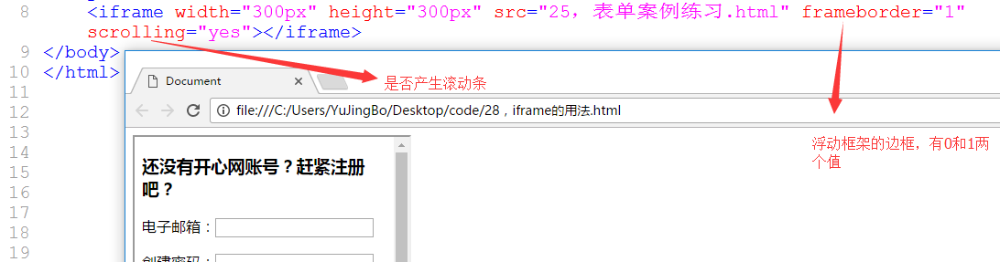 8 <iframe width="300px" height="300px" src="25, 表单案例练习.html" frameborder="1"
scrolling="yes"></iframe>
9 </body>
10 </html>
11
12
13
14
15
16
17
18
19
Document
是否产生滚动条
file:///C:/Users/YuJingBo/Desktop/code/28，iframe的用法.html
浮动框架的边框，有0和1两
个值
还没有开心网账号？赶紧注册
吧？
电子邮箱：
创建密码：